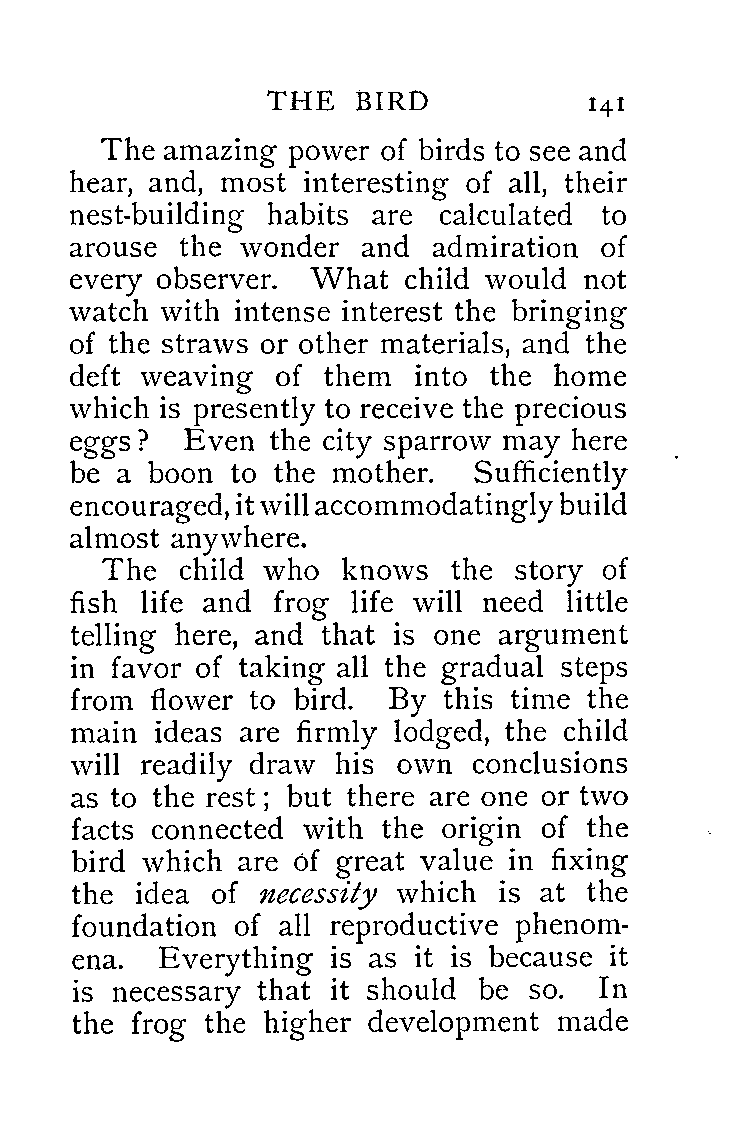 THE BIRD 141
The amazing power of birds to see and
hear, and, most interesting of all, their
nest-building habits are calculated to
arouse the wonder and admiration of
every observer. What child would not
watch with intense interest the bringing
of the straws or other materials, and the
deft weaving of them into the home
which is presently to receive the precious
eggs? Even the city sparrow may here
be a boon to the mother. Sufficiently
encouraged, it will accommodatingly build
almost anywhere.
The child who knows the story of
fish life and frog life will need little
telling here, and that is one argument
in favor of taking all the gradual steps
from flower to bird. By this time the
main ideas are firmly lodged, the child
will readily draw his own conclusions
as to the rest; but there are one or two
facts connected with the origin of the
bird which are of great value in fixing
the idea of necessity which is at the
foundation of all reproductive phenom-
ena. Everything is as it is because it
is necessary that it should be so. In
the frog the higher development made